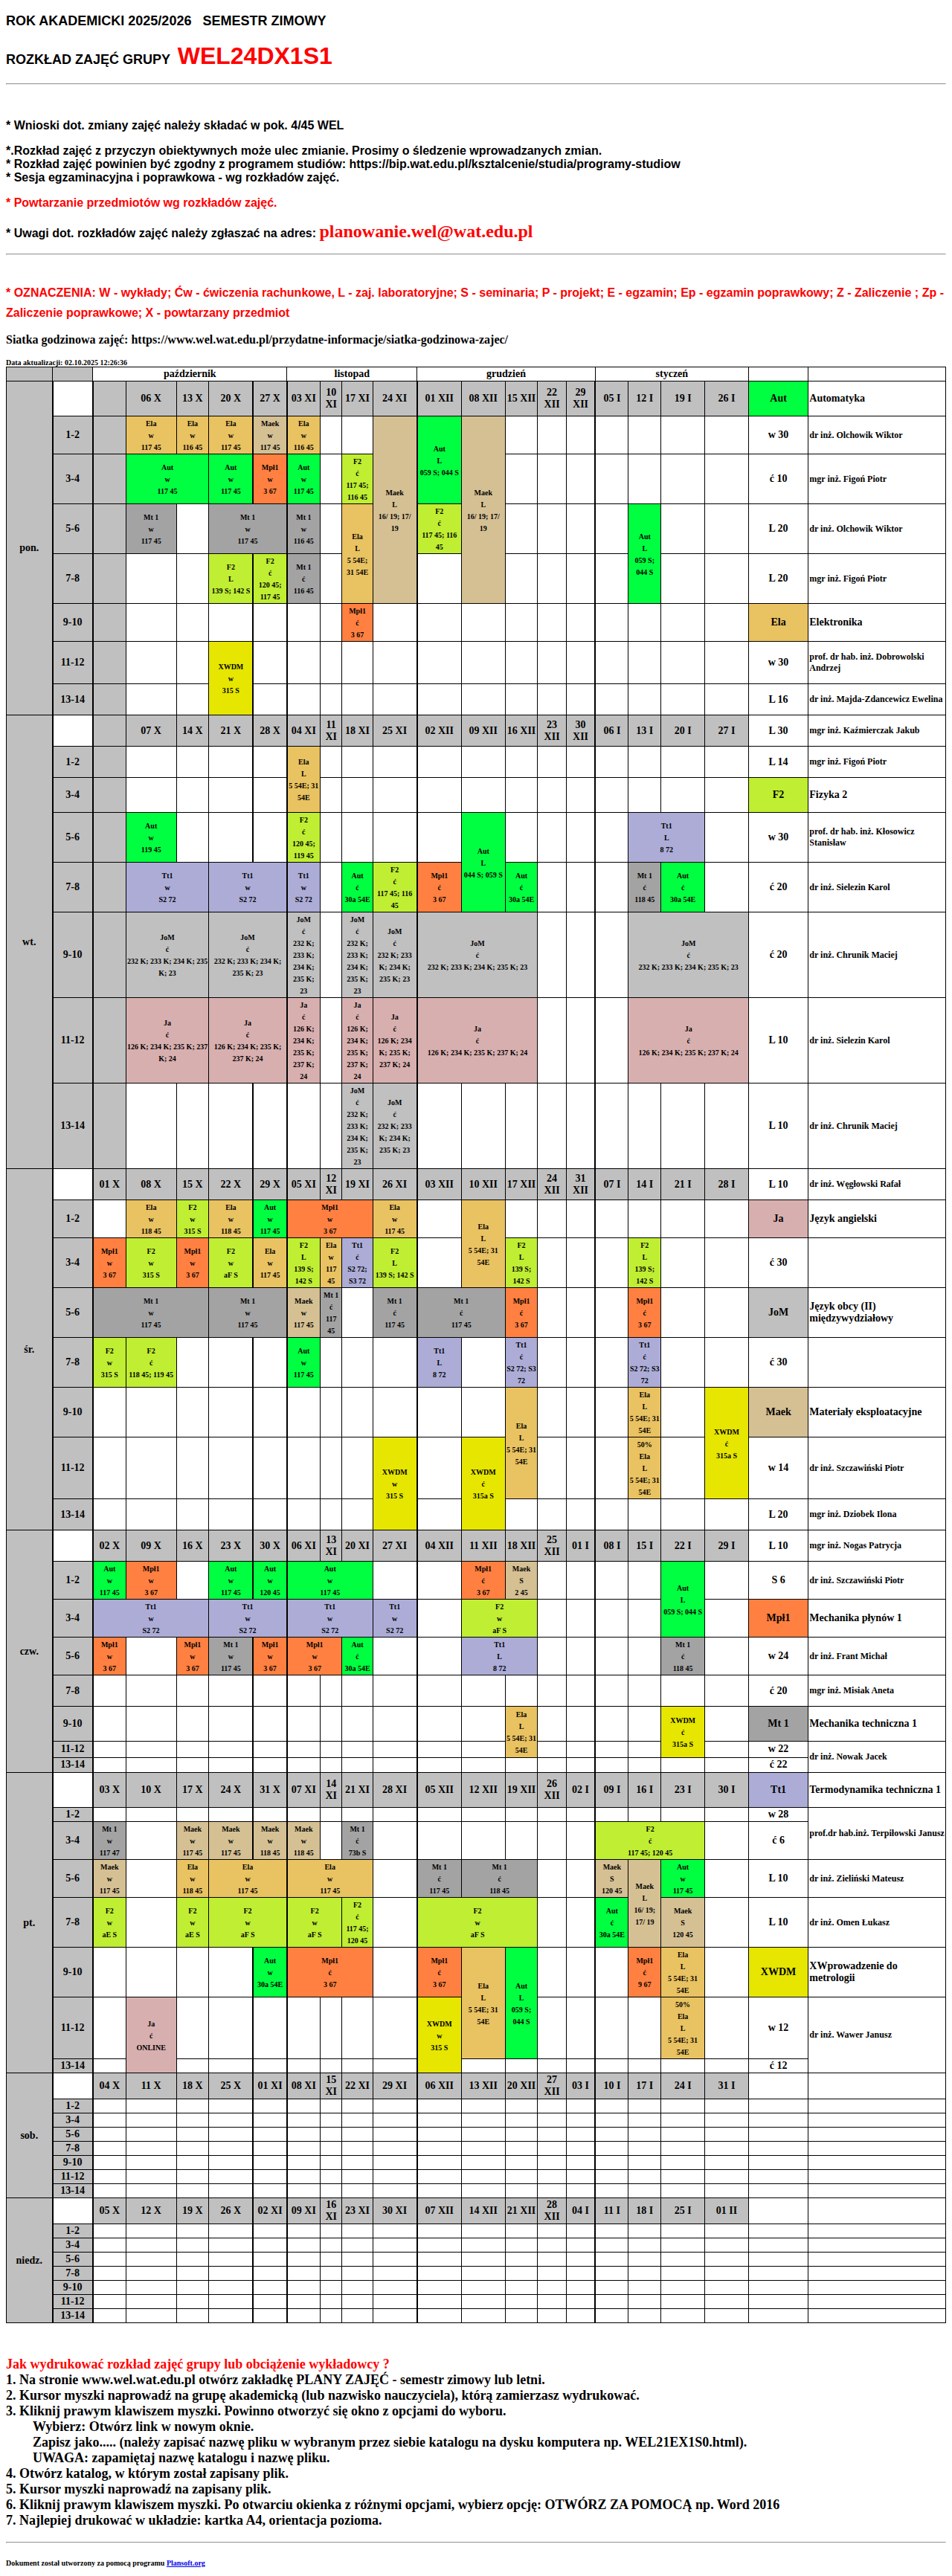 ROK AKADEMICKI 2025/2026 SEMESTR ZIMOWY
ROZKŁAD ZAJĘĆ GRUPY WEL24DX1S1
* Wnioski dot. zmiany zajęć należy składać w pok. 4/45 WEL
*.Rozkład zajęć z przyczyn obiektywnych może ulec zmianie. Prosimy o śledzenie wprowadzanych zmian.
* Rozkład zajęć powinien być zgodny z programem studiów: https://bip.wat.edu.pl/ksztalcenie/studia/programy-studiow
* Sesja egzaminacyjna i poprawkowa - wg rozkładów zajęć.
* Powtarzanie przedmiotów wg rozkładów zajęć.
* Uwagi dot. rozkładów zajęć należy zgłaszać na adres: planowanie.wel@wat.edu.pl
* OZNACZENIA: W - wykłady; Ćw - ćwiczenia rachunkowe, L - zaj. laboratoryjne; S - seminaria; P - projekt; E - egzamin; Ep - egzamin poprawkowy; Z - Zaliczenie ; Zp -
Zaliczenie poprawkowe; X - powtarzany przedmiot
Siatka godzinowa zajęć: https://www.wel.wat.edu.pl/przydatne-informacje/siatka-godzinowa-zajec/
Data aktualizacji: 02.10.2025 12:26:36
październik listopad grudzień styczeń
pon. 06 X 13 X 20 X 27 X 03 XI 10 XI 17 XI 24 XI 01 XII 08 XII 15 XII 22 XII 29 XII 05 I 12 I 19 I 26 I Aut Automatyka
1-2 Ela w 117 45 Ela w 116 45 Ela w 117 45 Maek w 117 45 Ela w 116 45 Maek L 16/ 19; 17/ 19 Aut L 059 S; 044 S Maek L 16/ 19; 17/ 19 w 30 dr inż. Olchowik Wiktor
3-4 Aut w 117 45 Aut w 117 45 Mpł1 w 3 67 Aut w 117 45 F2 ć 117 45; 116 45 ć 10 mgr inż. Figoń Piotr
5-6 Mt 1 w 117 45 Mt 1 w 117 45 Mt 1 w 116 45 Ela L 5 54E; 31 54E F2 ć 117 45; 116 45 Aut L 059 S; 044 S L 20 dr inż. Olchowik Wiktor
7-8 F2 L 139 S; 142 S F2 ć 120 45; 117 45 Mt 1 ć 116 45 L 20 mgr inż. Figoń Piotr
9-10 Mpł1 ć 3 67 Ela Elektronika
11-12 XWDM w 315 S w 30 prof. dr hab. inż. Dobrowolski Andrzej
13-14 L 16 dr inż. Majda-Zdancewicz Ewelina
wt. 07 X 14 X 21 X 28 X 04 XI 11 XI 18 XI 25 XI 02 XII 09 XII 16 XII 23 XII 30 XII 06 I 13 I 20 I 27 I L 30 mgr inż. Kaźmierczak Jakub
1-2 Ela L 5 54E; 31 54E L 14 mgr inż. Figoń Piotr
3-4 F2 Fizyka 2
5-6 Aut w 119 45 F2 ć 120 45; 119 45 Aut L 044 S; 059 S Tt1 L 8 72 w 30 prof. dr hab. inż. Kłosowicz Stanisław
7-8 Tt1 w S2 72 Tt1 w S2 72 Tt1 w S2 72 Aut ć 30a 54E F2 ć 117 45; 116 45 Mpł1 ć 3 67 Aut ć 30a 54E Mt 1 ć 118 45 Aut ć 30a 54E ć 20 dr inż. Sielezin Karol
9-10 JoM ć 232 K; 233 K; 234 K; 235 K; 23 JoM ć 232 K; 233 K; 234 K; 235 K; 23 JoM ć 232 K; 233 K; 234 K; 235 K; 23 JoM ć 232 K; 233 K; 234 K; 235 K; 23 JoM ć 232 K; 233 K; 234 K; 235 K; 23 JoM ć 232 K; 233 K; 234 K; 235 K; 23 JoM ć 232 K; 233 K; 234 K; 235 K; 23 ć 20 dr inż. Chrunik Maciej
11-12 Ja ć 126 K; 234 K; 235 K; 237 K; 24 Ja ć 126 K; 234 K; 235 K; 237 K; 24 Ja ć 126 K; 234 K; 235 K; 237 K; 24 Ja ć 126 K; 234 K; 235 K; 237 K; 24 Ja ć 126 K; 234 K; 235 K; 237 K; 24 Ja ć 126 K; 234 K; 235 K; 237 K; 24 Ja ć 126 K; 234 K; 235 K; 237 K; 24 L 10 dr inż. Sielezin Karol
13-14 JoM ć 232 K; 233 K; 234 K; 235 K; 23 JoM ć 232 K; 233 K; 234 K; 235 K; 23 L 10 dr inż. Chrunik Maciej
śr. 01 X 08 X 15 X 22 X 29 X 05 XI 12 XI 19 XI 26 XI 03 XII 10 XII 17 XII 24 XII 31 XII 07 I 14 I 21 I 28 I L 10 dr inż. Węgłowski Rafał
1-2 Ela w 118 45 F2 w 315 S Ela w 118 45 Aut w 117 45 Mpł1 w 3 67 Ela w 117 45 Ela L 5 54E; 31 54E Ja Język angielski
3-4 Mpł1 w 3 67 F2 w 315 S Mpł1 w 3 67 F2 w aF S Ela w 117 45 F2 L 139 S; 142 S Ela w 117 45 Tt1 ć S2 72; S3 72 F2 L 139 S; 142 S F2 L 139 S; 142 S F2 L 139 S; 142 S ć 30
5-6 Mt 1 w 117 45 Mt 1 w 117 45 Maek w 117 45 Mt 1 ć 117 45 Mt 1 ć 117 45 Mt 1 ć 117 45 Mpł1 ć 3 67 Mpł1 ć 3 67 JoM Język obcy (II) międzywydziałowy
7-8 F2 w 315 S F2 ć 118 45; 119 45 Aut w 117 45 Tt1 L 8 72 Tt1 ć S2 72; S3 72 Tt1 ć S2 72; S3 72 ć 30
9-10 Ela L 5 54E; 31 54E Ela L 5 54E; 31 54E XWDM ć 315a S Maek Materiały eksploatacyjne
11-12 XWDM w 315 S XWDM ć 315a S 50% Ela L 5 54E; 31 54E w 14 dr inż. Szczawiński Piotr
13-14 L 20 mgr inż. Dziobek Ilona
czw. 02 X 09 X 16 X 23 X 30 X 06 XI 13 XI 20 XI 27 XI 04 XII 11 XII 18 XII 25 XII 01 I 08 I 15 I 22 I 29 I L 10 mgr inż. Nogas Patrycja
1-2 Aut w 117 45 Mpł1 w 3 67 Aut w 117 45 Aut w 120 45 Aut w 117 45 Mpł1 ć 3 67 Maek S 2 45 Aut L 059 S; 044 S S 6 dr inż. Szczawiński Piotr
3-4 Tt1 w S2 72 Tt1 w S2 72 Tt1 w S2 72 Tt1 w S2 72 F2 w aF S Mpł1 Mechanika płynów 1
5-6 Mpł1 w 3 67 Mpł1 w 3 67 Mt 1 w 117 45 Mpł1 w 3 67 Mpł1 w 3 67 Aut ć 30a 54E Tt1 L 8 72 Mt 1 ć 118 45 w 24 dr inż. Frant Michał
7-8 ć 20 mgr inż. Misiak Aneta
9-10 Ela L 5 54E; 31 54E XWDM ć 315a S Mt 1 Mechanika techniczna 1
11-12 w 22 dr inż. Nowak Jacek
13-14 ć 22
pt. 03 X 10 X 17 X 24 X 31 X 07 XI 14 XI 21 XI 28 XI 05 XII 12 XII 19 XII 26 XII 02 I 09 I 16 I 23 I 30 I Tt1 Termodynamika techniczna 1
1-2 w 28 prof.dr hab.inż. Terpiłowski Janusz
3-4 Mt 1 w 117 47 Maek w 117 45 Maek w 117 45 Maek w 118 45 Maek w 118 45 Mt 1 ć 73b S F2 ć 117 45; 120 45 ć 6
5-6 Maek w 117 45 Ela w 118 45 Ela w 117 45 Ela w 117 45 Mt 1 ć 117 45 Mt 1 ć 118 45 Maek S 120 45 Maek L 16/ 19; 17/ 19 Aut w 117 45 L 10 dr inż. Zieliński Mateusz
7-8 F2 w aE S F2 w aE S F2 w aF S F2 w aF S F2 ć 117 45; 120 45 F2 w aF S Aut ć 30a 54E Maek S 120 45 L 10 dr inż. Omen Łukasz
9-10 Aut w 30a 54E Mpł1 ć 3 67 Mpł1 ć 3 67 Ela L 5 54E; 31 54E Aut L 059 S; 044 S Mpł1 ć 9 67 Ela L 5 54E; 31 54E XWDM XWprowadzenie do metrologii
11-12 Ja ć ONLINE XWDM w 315 S 50% Ela L 5 54E; 31 54E w 12 dr inż. Wawer Janusz
13-14 ć 12
sob. 04 X 11 X 18 X 25 X 01 XI 08 XI 15 XI 22 XI 29 XI 06 XII 13 XII 20 XII 27 XII 03 I 10 I 17 I 24 I 31 I
1-2
3-4
5-6
7-8
9-10
11-12
13-14
niedz. 05 X 12 X 19 X 26 X 02 XI 09 XI 16 XI 23 XI 30 XI 07 XII 14 XII 21 XII 28 XII 04 I 11 I 18 I 25 I 01 II
1-2
3-4
5-6
7-8
9-10
11-12
13-14
Jak wydrukować rozkład zajęć grupy lub obciążenie wykładowcy ?
1. Na stronie www.wel.wat.edu.pl otwórz zakładkę PLANY ZAJĘĆ - semestr zimowy lub letni.
2. Kursor myszki naprowadź na grupę akademicką (lub nazwisko nauczyciela), którą zamierzasz wydrukować.
3. Kliknij prawym klawiszem myszki. Powinno otworzyć się okno z opcjami do wyboru.
Wybierz: Otwórz link w nowym oknie.
Zapisz jako..... (należy zapisać nazwę pliku w wybranym przez siebie katalogu na dysku komputera np. WEL21EX1S0.html).
UWAGA: zapamiętaj nazwę katalogu i nazwę pliku.
4. Otwórz katalog, w którym został zapisany plik.
5. Kursor myszki naprowadź na zapisany plik.
6. Kliknij prawym klawiszem myszki. Po otwarciu okienka z różnymi opcjami, wybierz opcję: OTWÓRZ ZA POMOCĄ np. Word 2016
7. Najlepiej drukować w układzie: kartka A4, orientacja pozioma.
Dokument został utworzony za pomocą programu Plansoft.org